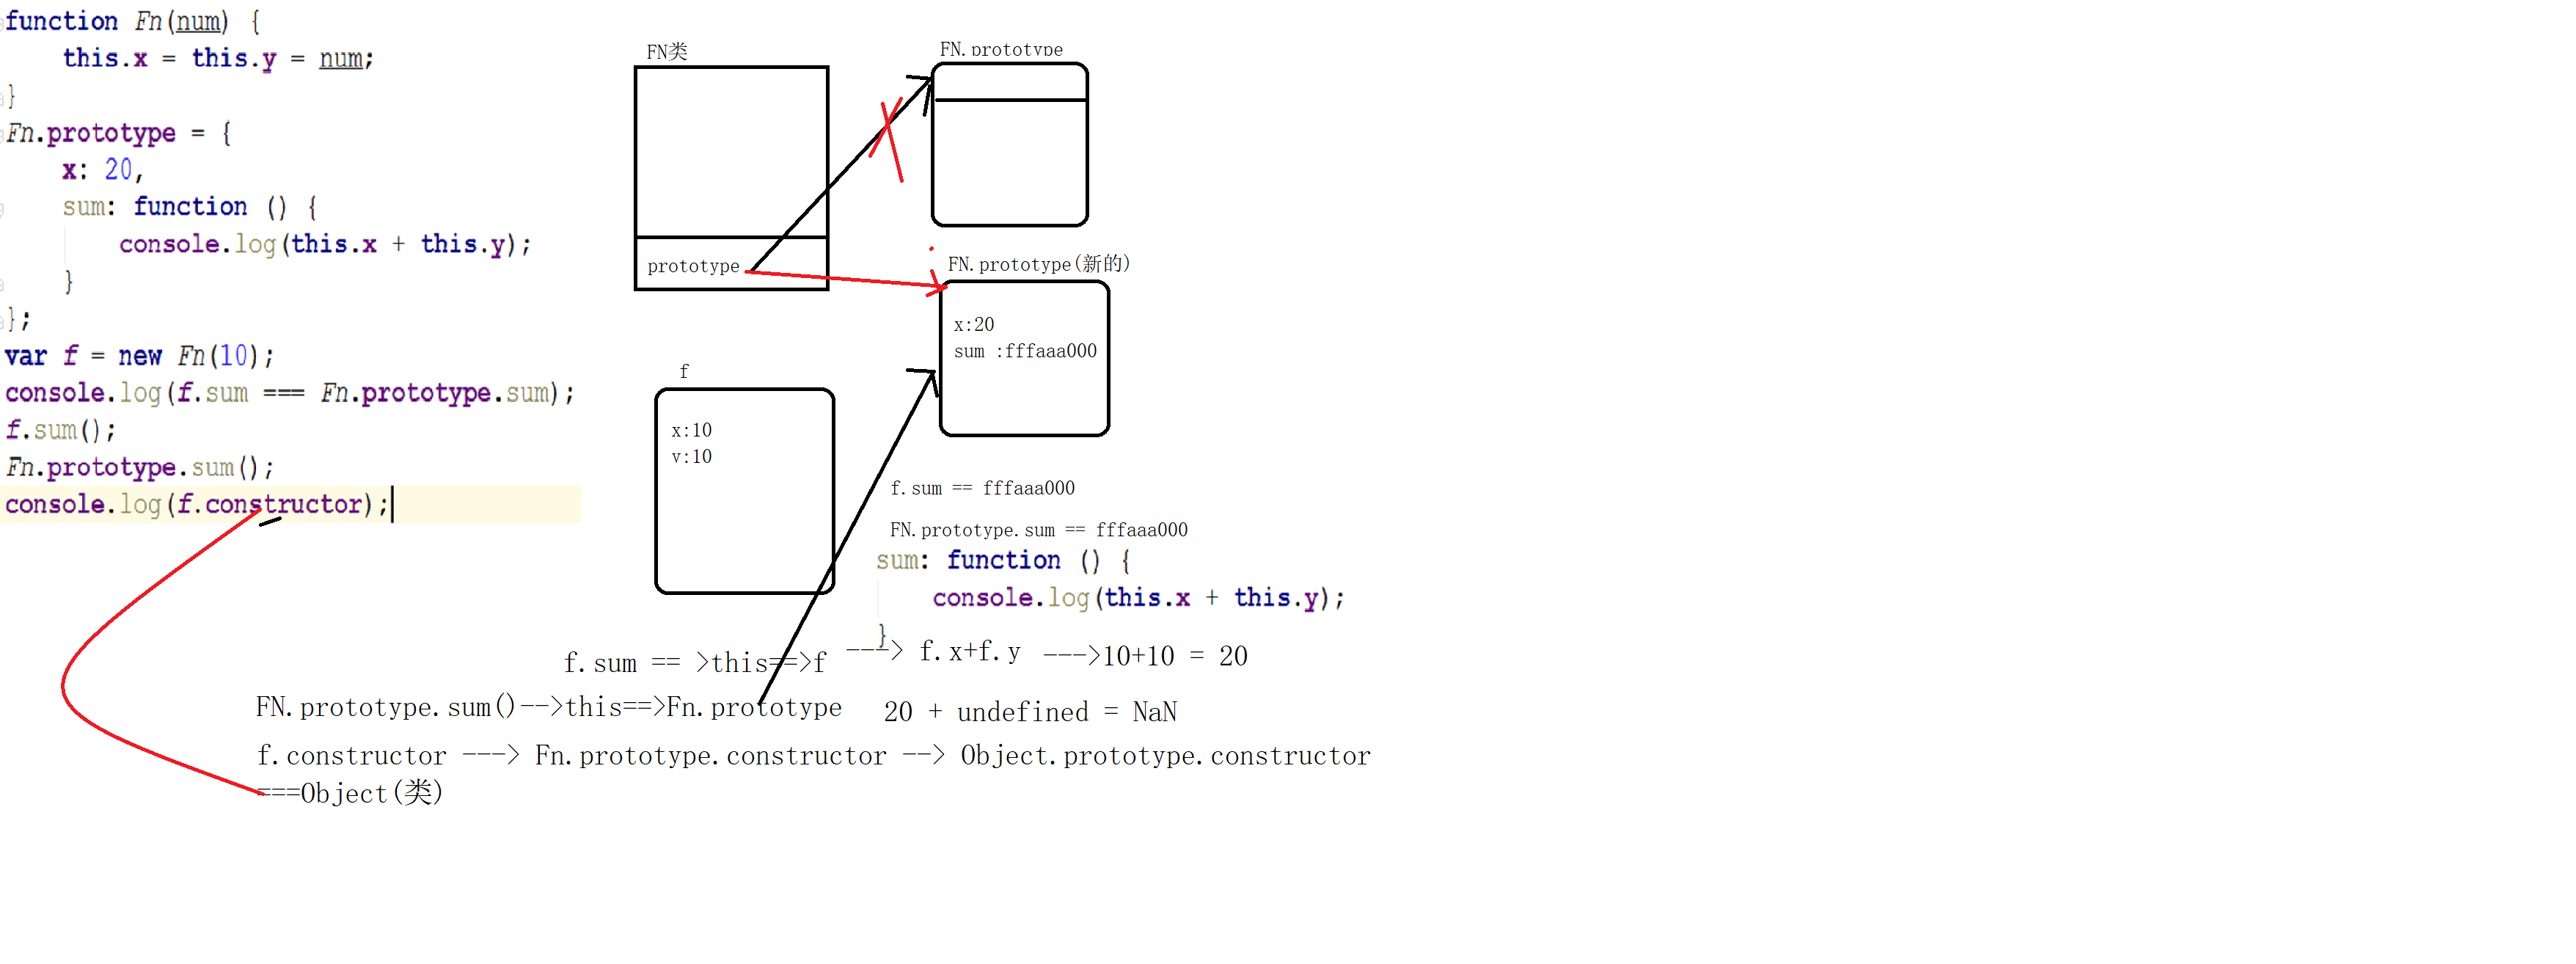 function Fn(num) {
this.x = this.y = num;
}
Fn.prototype = {
x: 20,
sum: function () {
console.log(this.x + this.y);
}
};
var f = new Fn(10);
console.log(f.sum === Fn.prototype.sum);
f.sum();
Fn.prototype.sum();
console.log(f.constructor);
FN类
prototype
FN.prototype
FN.prototype(新的)
x:20
sum :fffaaa000
f
x:10
y:10
f.sum == fffaaa000
FN.prototype.sum == fffaaa000
sum: function () {
console.log(this.x + this.y);
}
f.sum == >this==>f ---> f.x+f.y --->10+10 = 20
FN.prototype.sum()-->this==>Fn.prototype 20 + undefined = NaN
f.constructor ---> Fn.prototype.constructor --> Object.prototype.constructor
===Object(类)